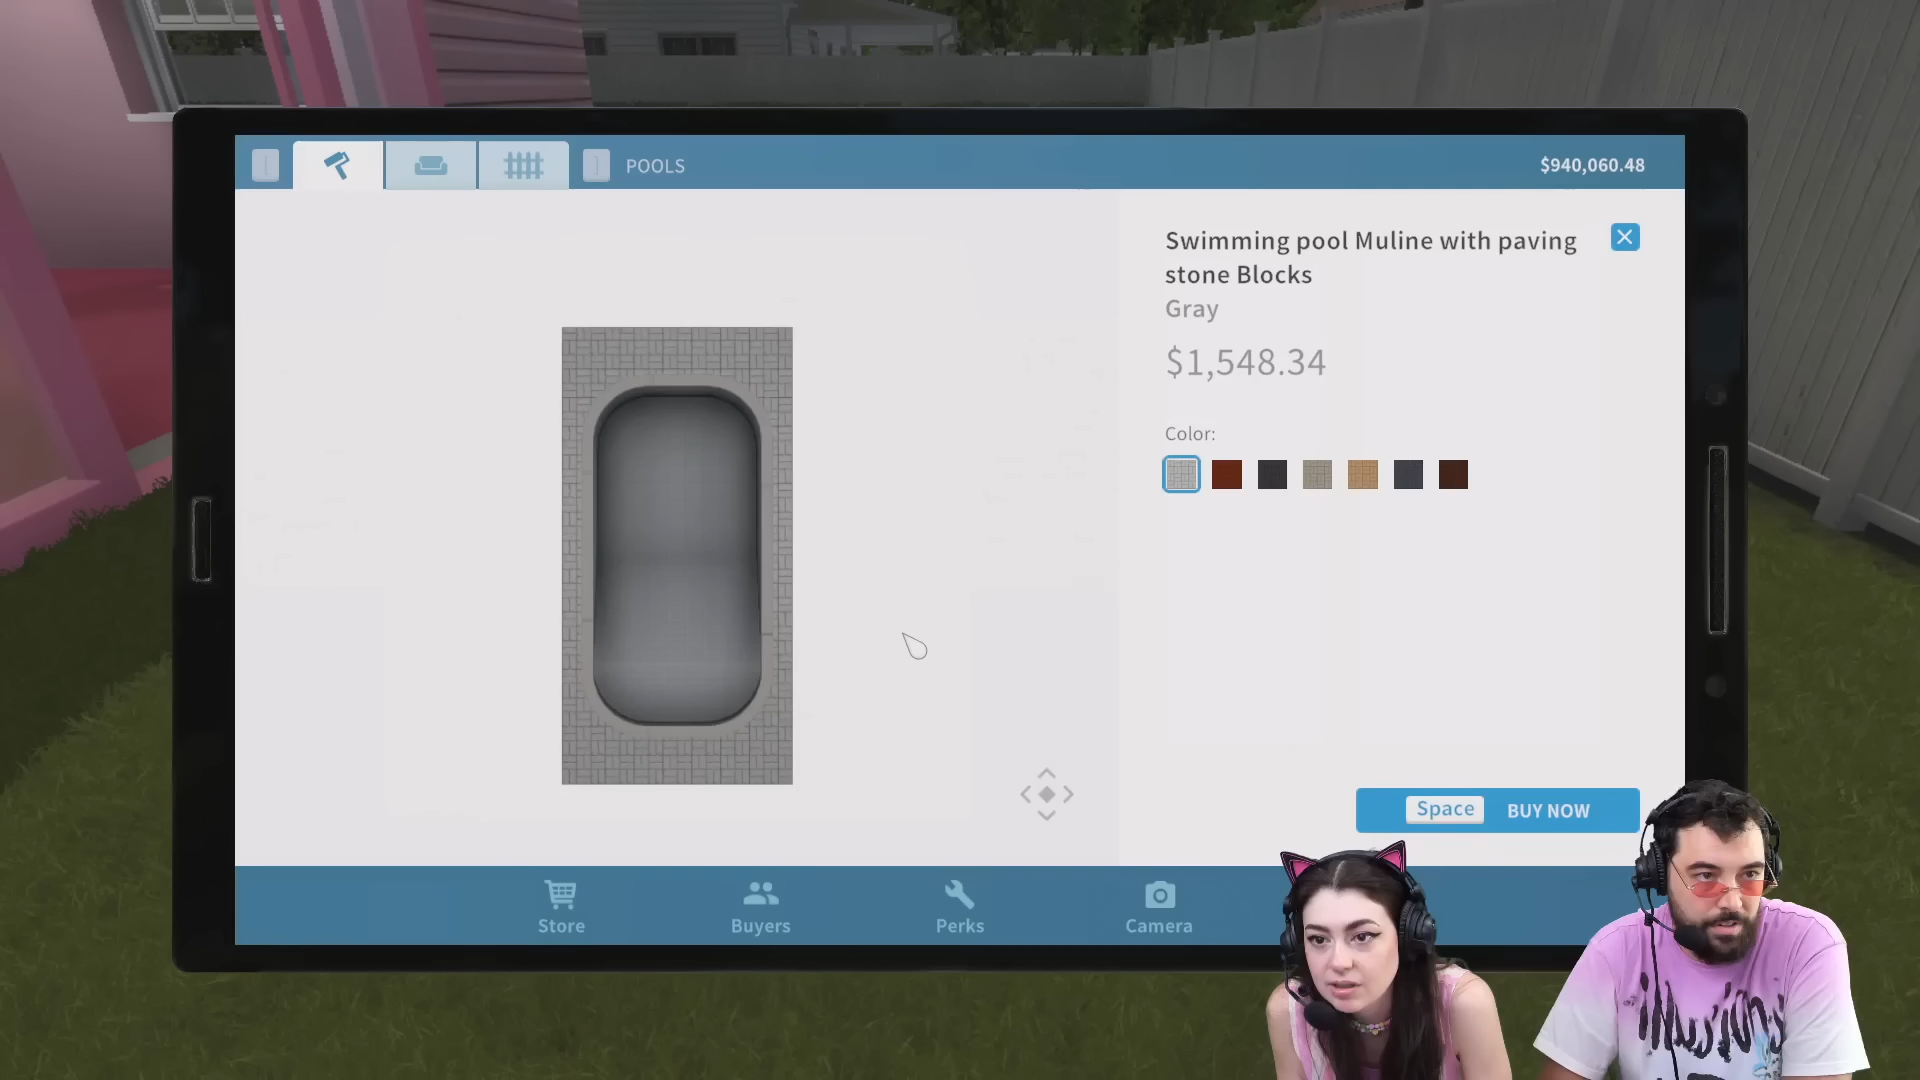 POOLS
$940,060.48
Swimming pool Muline with paving
stone Blocks
Gray
$1,548.34
Color:
Space BUY NOW
Store
Buyers
Perks
Camera